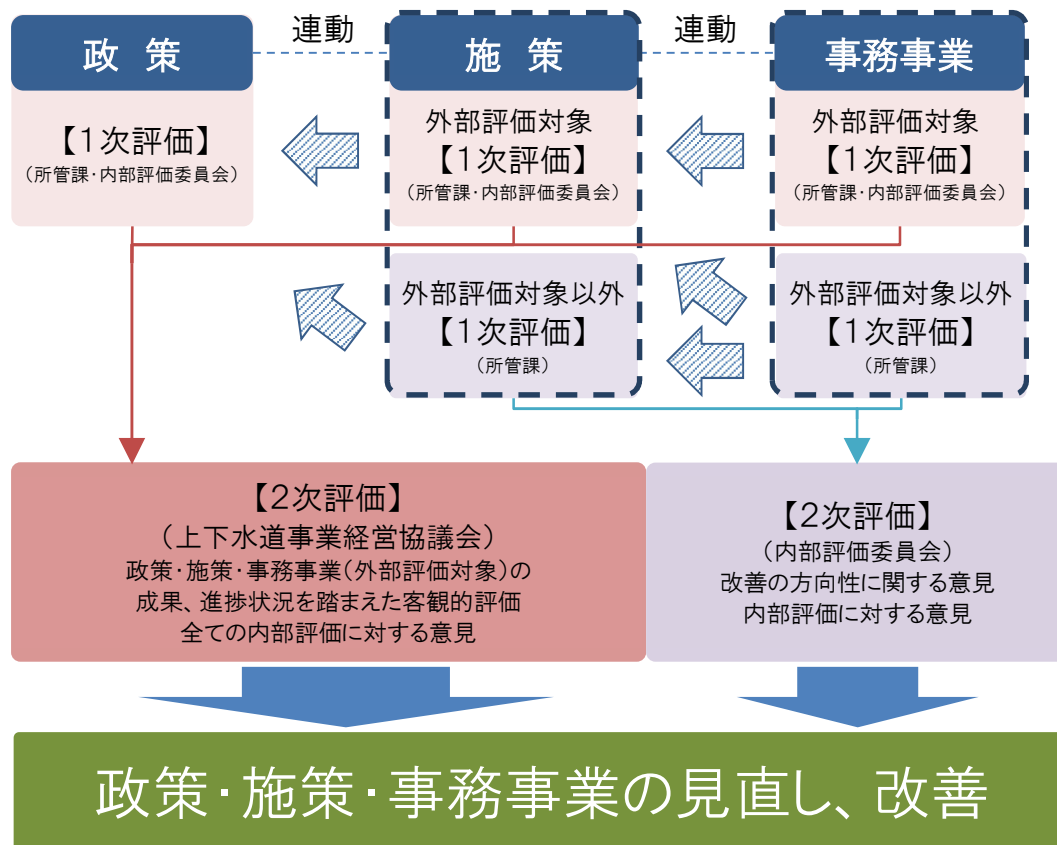 連動
連動
政 策
施 策
事務事業
【1次評価】
（所管課・内部評価委員会）
外部評価対象
【1次評価】
（所管課・内部評価委員会）
外部評価対象
【1次評価】
（所管課・内部評価委員会）
外部評価対象以外
【1次評価】
（所管課）
外部評価対象以外
【1次評価】
（所管課）
【2次評価】
（上下水道事業経営協議会）
政策・施策・事務事業（外部評価対象）の
成果、進捗状況を踏まえた客観的評価
全ての内部評価に対する意見
【2次評価】
（内部評価委員会）
改善の方向性に関する意見
内部評価に対する意見
政策・施策・事務事業の見直し、改善